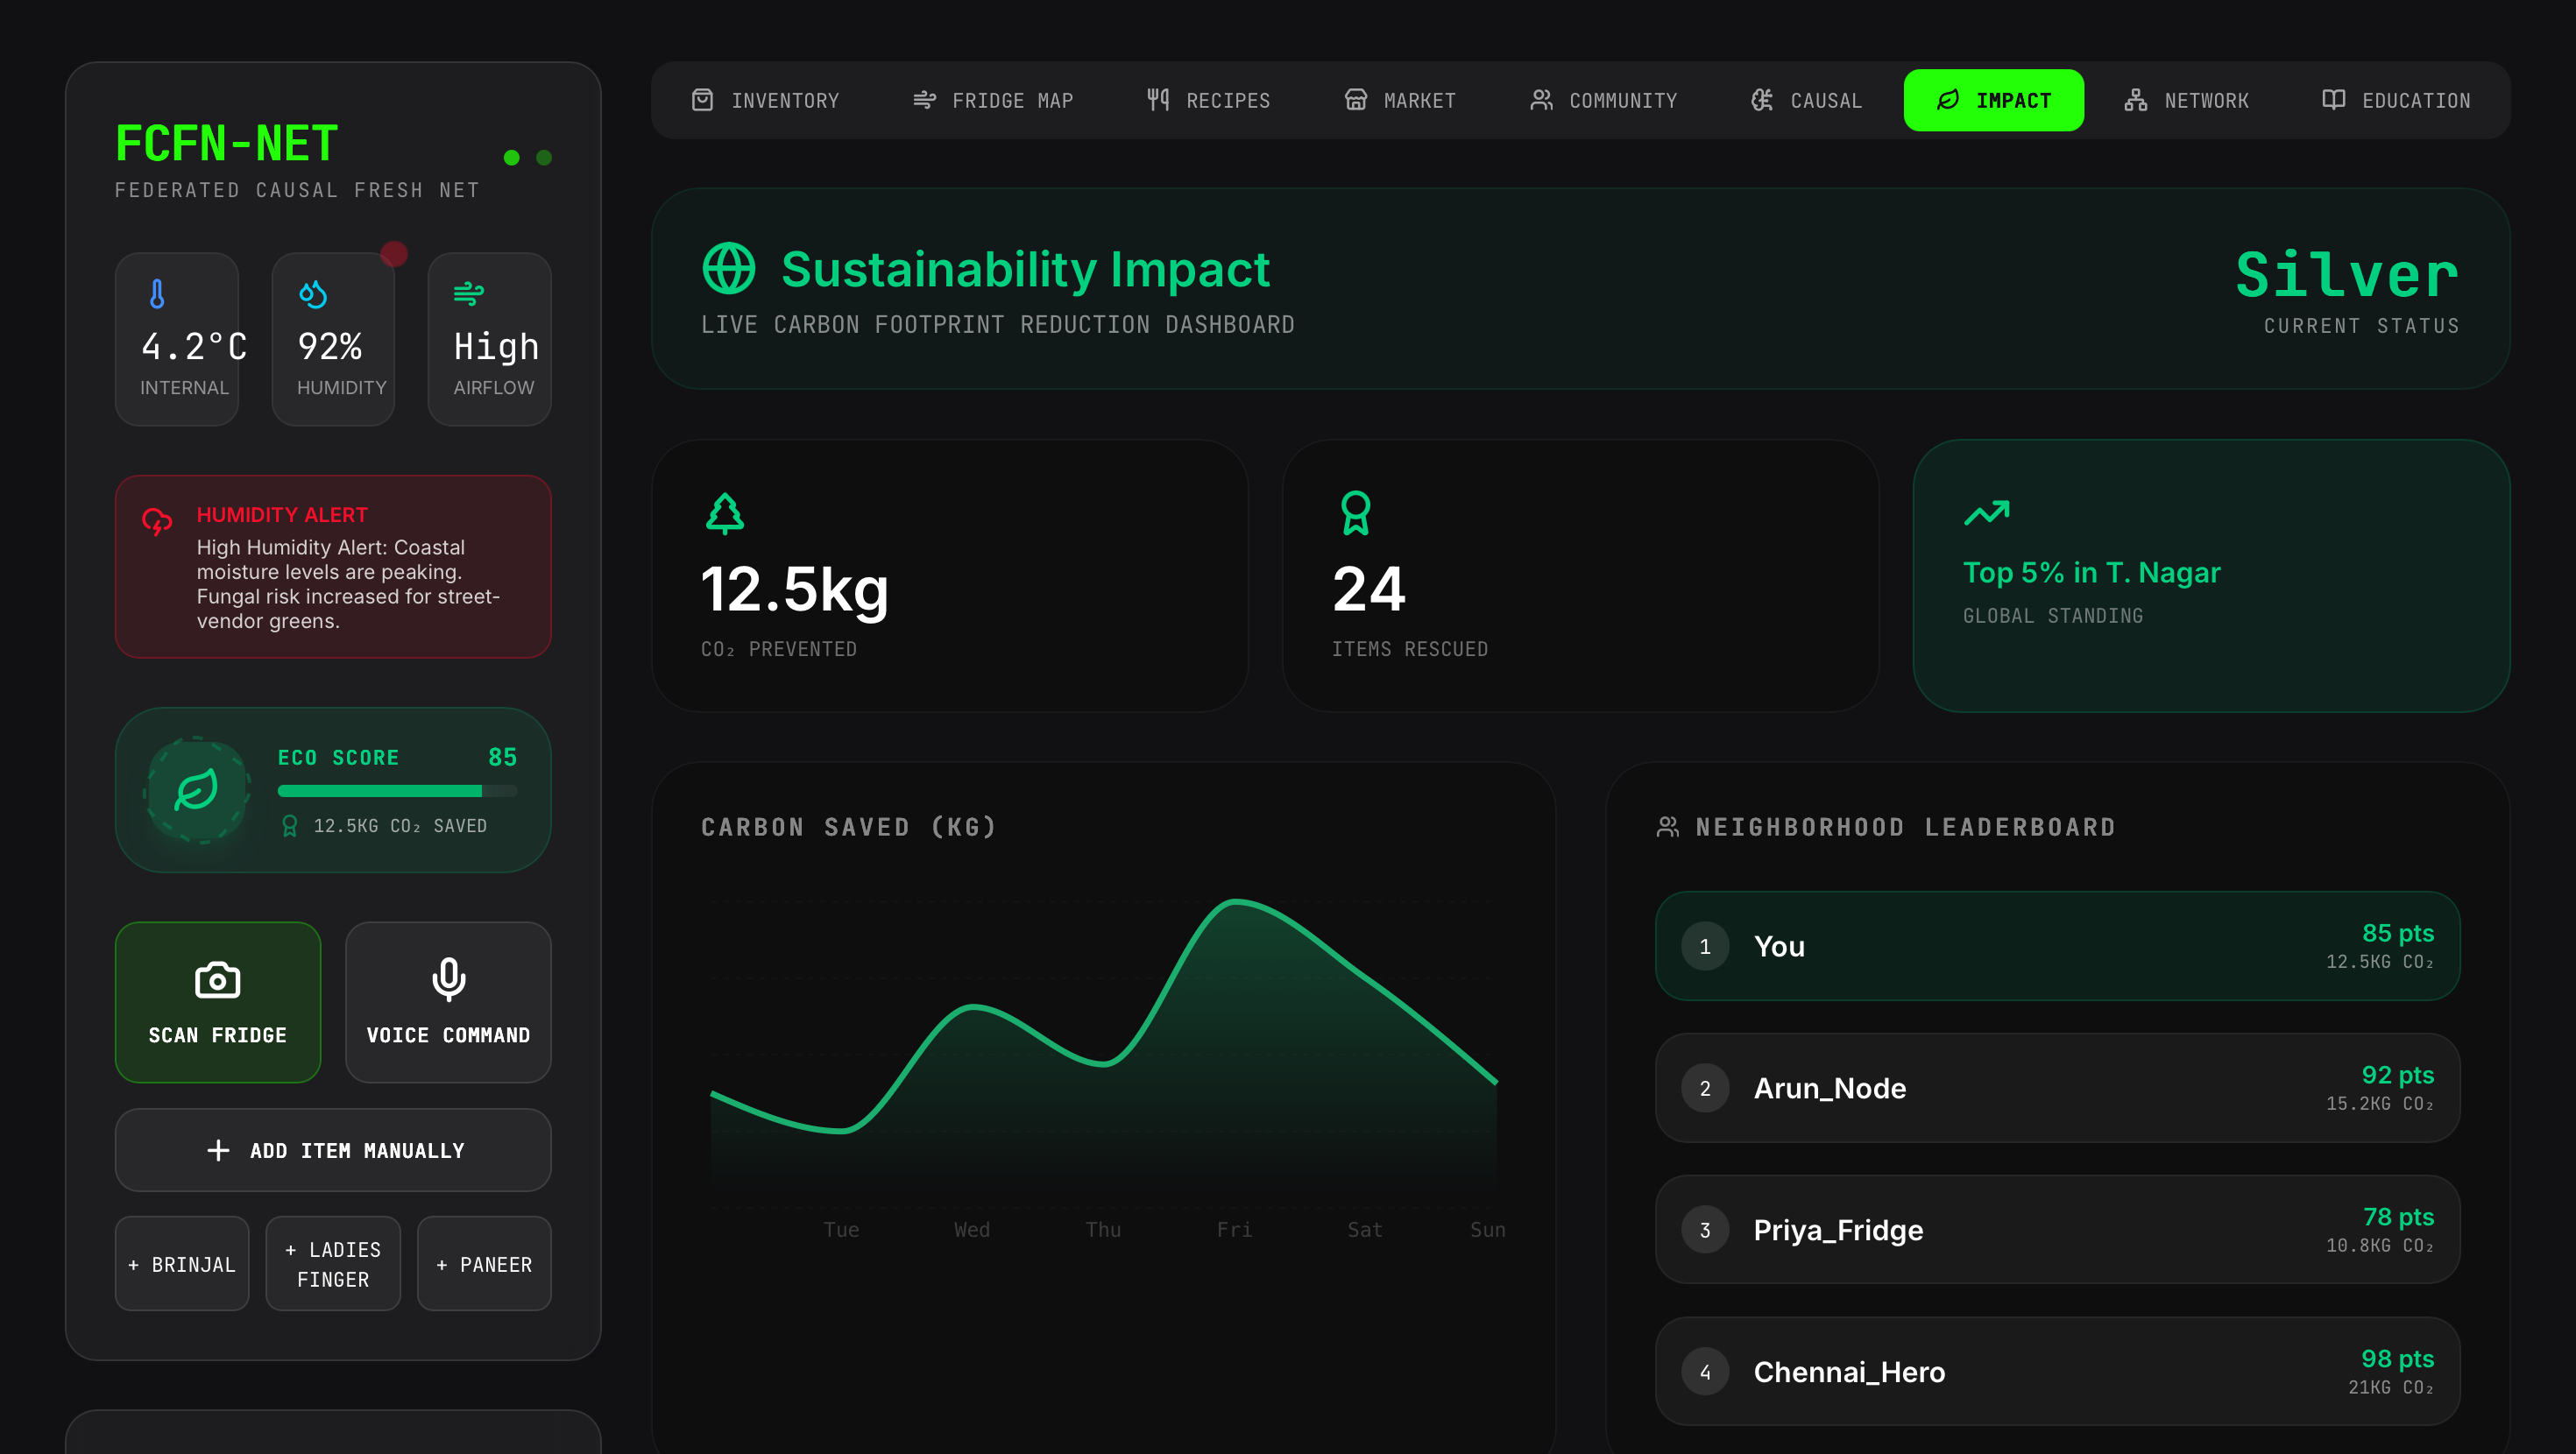 FCFN-NET
FEDERATED CAUSAL FRESH NET
4.2°C
INTERNAL
92%
HUMIDITY
High
AIRFLOW
HUMIDITY ALERT
High Humidity Alert: Coastal
moisture levels are peaking.
Fungal risk increased for street-
vendor greens.
ECO SCORE 85
12.5KG CO₂ SAVED
SCAN FRIDGE
VOICE COMMAND
ADD ITEM MANUALLY
+ BRINJAL
+ LADIES
FINGER
+ PANEER
INVENTORY FRIDGE MAP RECIPES MARKET COMMUNITY CAUSAL IMPACT NETWORK EDUCATION
Sustainability Impact
LIVE CARBON FOOTPRINT REDUCTION DASHBOARD
Silver
CURRENT STATUS
12.5kg
CO₂ PREVENTED
24
ITEMS RESCUED
Top 5% in T. Nagar
GLOBAL STANDING
CARBON SAVED (KG)
Tue Wed Thu Fri Sat Sun
NEIGHBORHOOD LEADERBOARD
1 You 85 pts
12.5KG CO₂
2 Arun_Node 92 pts
15.2KG CO₂
3 Priya_Fridge 78 pts
10.8KG CO₂
4 Chennai_Hero 98 pts
21KG CO₂